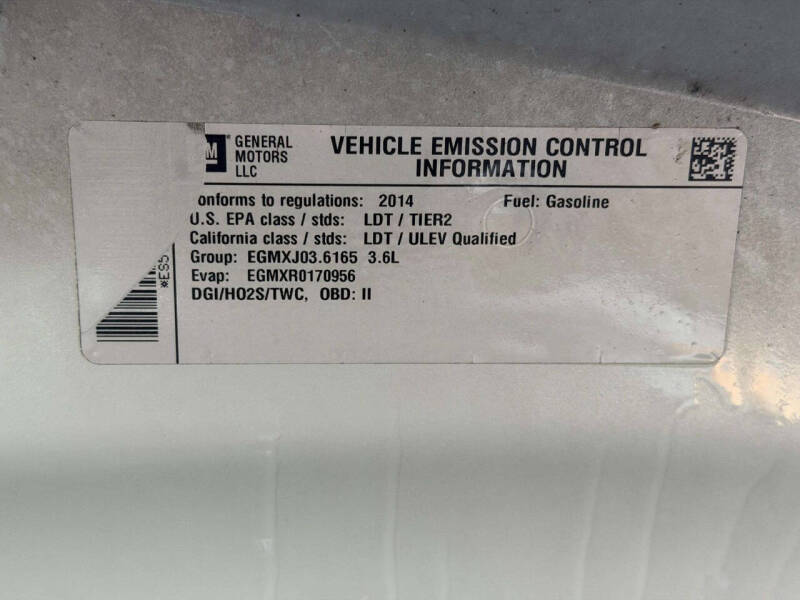 M GENERAL
MOTORS
LLC
VEHICLE EMISSION CONTROL
INFORMATION
onforms to regulations: 2014 Fuel: Gasoline
U.S. EPA class / stds: LDT / TIER2
California class / stds: LDT / ULEV Qualified
Group: EGMXJ03.6165 3.6L
Evap: EGMXR0170956
DGI/HO2S/TWC, OBD: II
*ES5